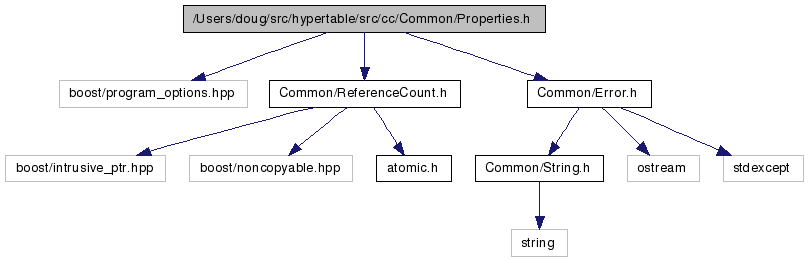 /Users/doug/src/hypertable/src/cc/Common/Properties.h
boost/program_options.hpp
Common/ReferenceCount.h
Common/Error.h
boost/intrusive_ptr.hpp
boost/noncopyable.hpp
atomic.h
Common/String.h
ostream
stdexcept
string